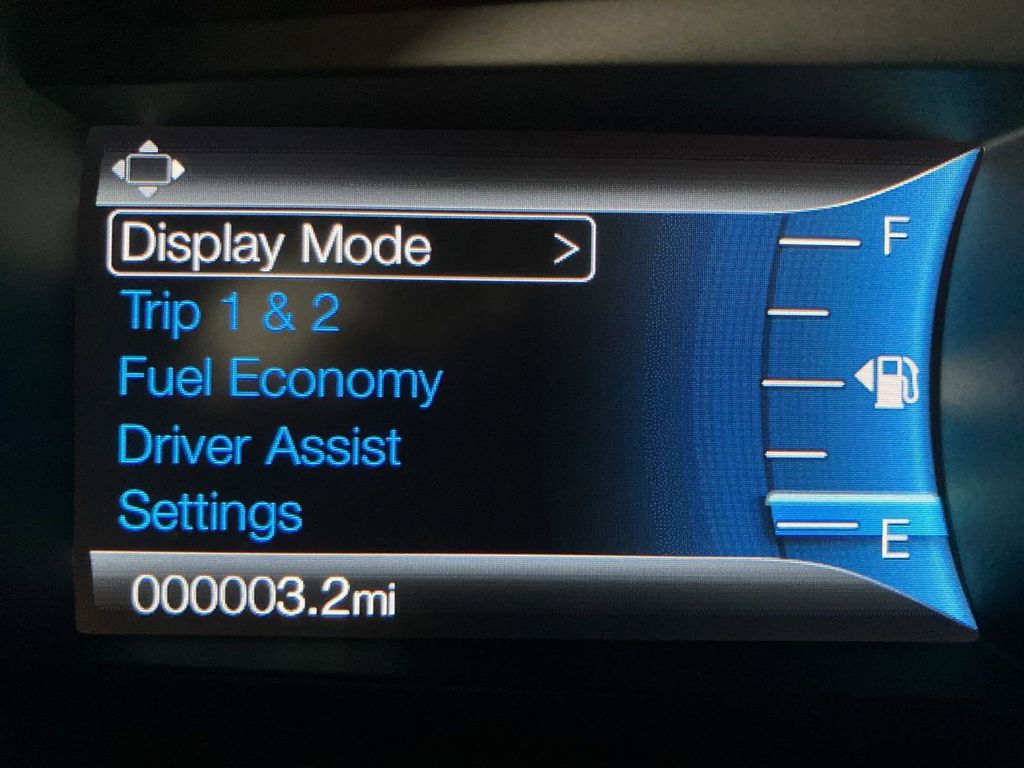 Display Mode >
Trip 1 & 2
Fuel Economy
Driver Assist
Settings
000003.2mi
F
E